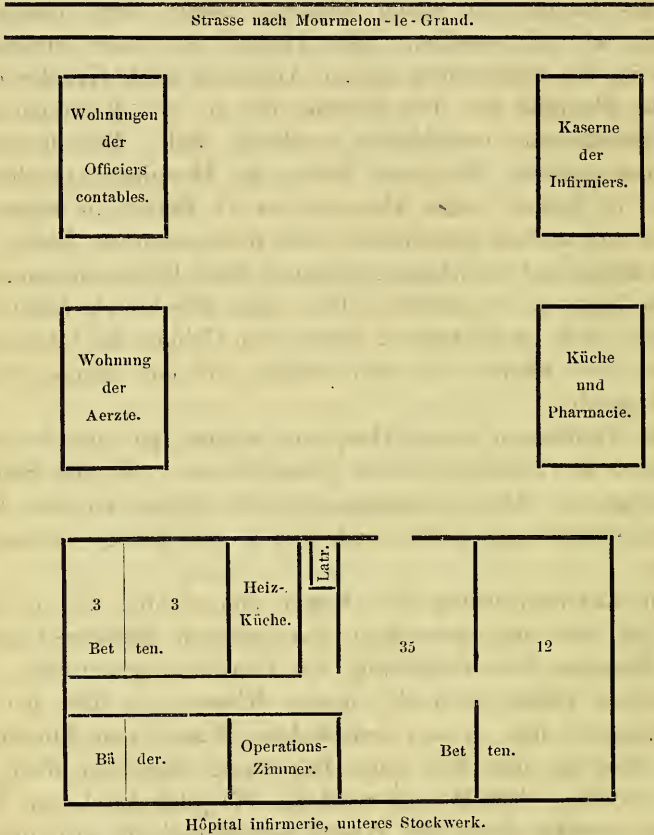 Strasse nach Mourmelon-le-Grand.
Wohnungen
der
Officiers
contables.
Kaserne
der
Infirmiers.
Wohnung
der
Aerzte.
Küche
und
Pharmacie.
3 3
Bet ten.
Heiz-
Küche.
Latr.
35 12
Bet ten.
Bä der.
Operations-
Zimmer.
Hôpital infirmerie, unteres Stockwerk.